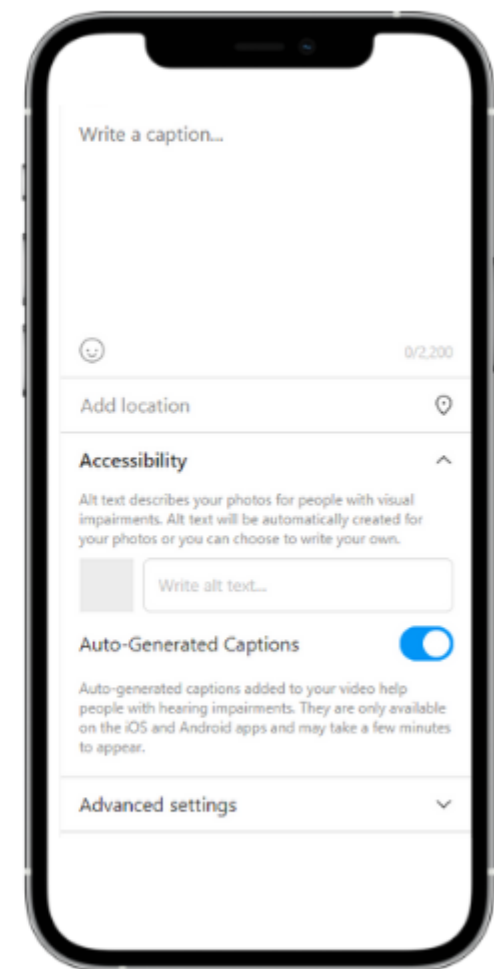 Write a caption...
0/2,200
Add location
Accessibility
Alt text describes your photos for people with visual
impairments. Alt text will be automatically created for
your photos or you can choose to write your own.
Write alt text...
Auto-Generated Captions
Auto-generated captions added to your video help
people with hearing impairments. They are only available
on the iOS and Android apps and may take a few minutes
to appear.
Advanced settings